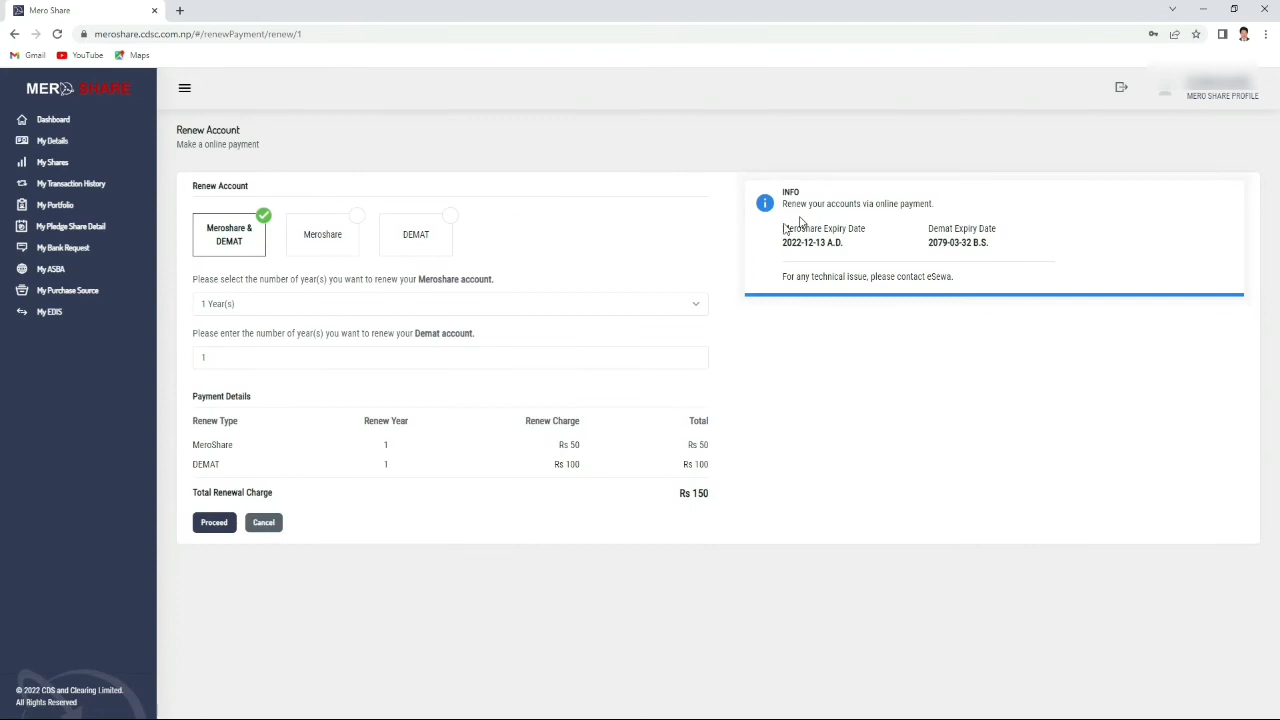 Mero Share
meroshare.cdsc.com.np/#/renewPayment/renew/1
Gmail
YouTube
Maps
MERO SHARE
MERO SHARE PROFILE
Dashboard
My Details
My Shares
My Transaction History
My Portfolio
My Pledge Share Detail
My Bank Request
My ASBA
My Purchase Source
My EDIS
© 2022 CDS and Clearing Limited.
All Rights Reserved
Renew Account
Make a online payment
Renew Account
Meroshare &
DEMAT
Meroshare
DEMAT
Please select the number of year(s) you want to renew your Meroshare account.
1 Year(s)
Please enter the number of year(s) you want to renew your Demat account.
1
Payment Details
Renew Type Renew Year Renew Charge Total
MeroShare 1 Rs 50 Rs 50
DEMAT 1 Rs 100 Rs 100
Total Renewal Charge Rs 150
Proceed Cancel
INFO
Renew your accounts via online payment.
Meroshare Expiry Date Demat Expiry Date
2022-12-13 A.D. 2079-03-32 B.S.
For any technical issue, please contact eSewa.